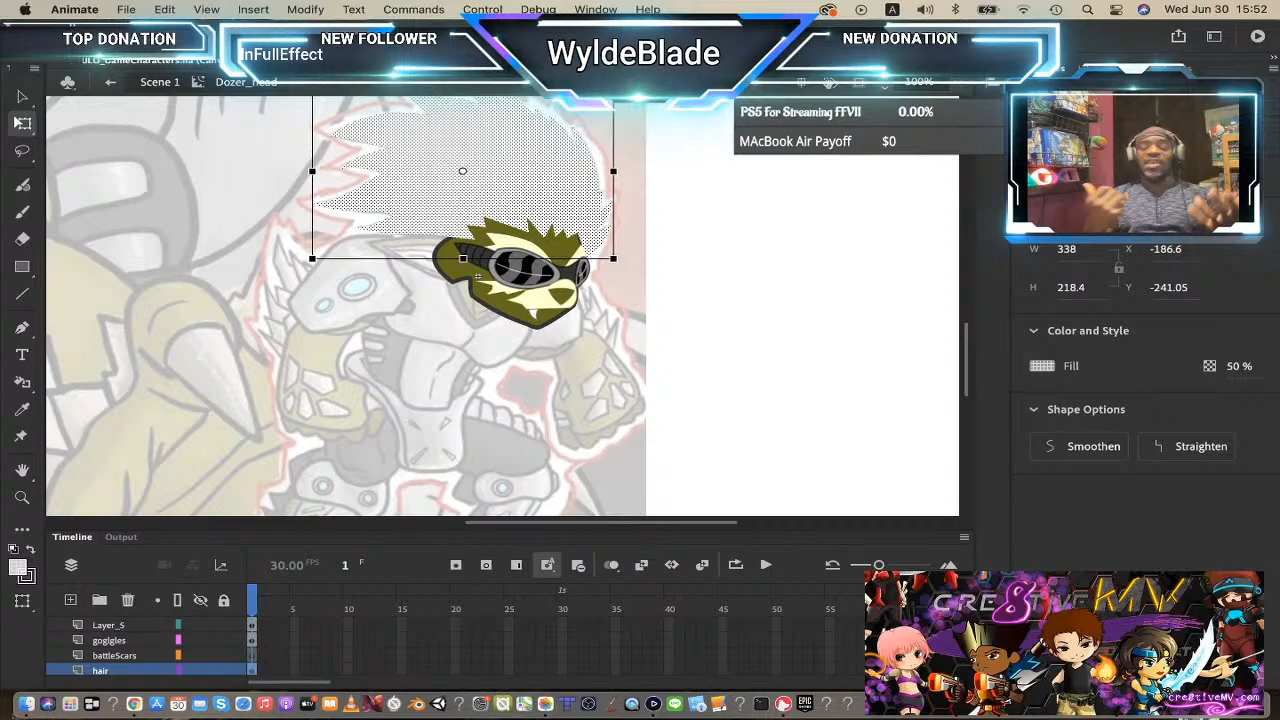 Animate File Edit View Insert Modify Text Commands Control Debug Window Help
Wed Jun 30 15:52
TOP DONATION
NEW FOLLOWER
WyldeBlade
NEW DONATION
InFullEffect
Scene 1
Dozer_head
100%
PS5 for Streaming FFVII 0.00%
MAcBook Air Payoff $0
W 338 X -186.6
H 218.4 Y -241.05
Color and Style
Fill 50 %
Shape Options
Smoothen Straighten
Timeline Output
30.00 FPS 1 F
1s
5 10 15 20 25 30 35 40 45 50 55
Layer_5
goglgles
battleScars
hair
CRE8TIVEMV
cre8tiveMV.com